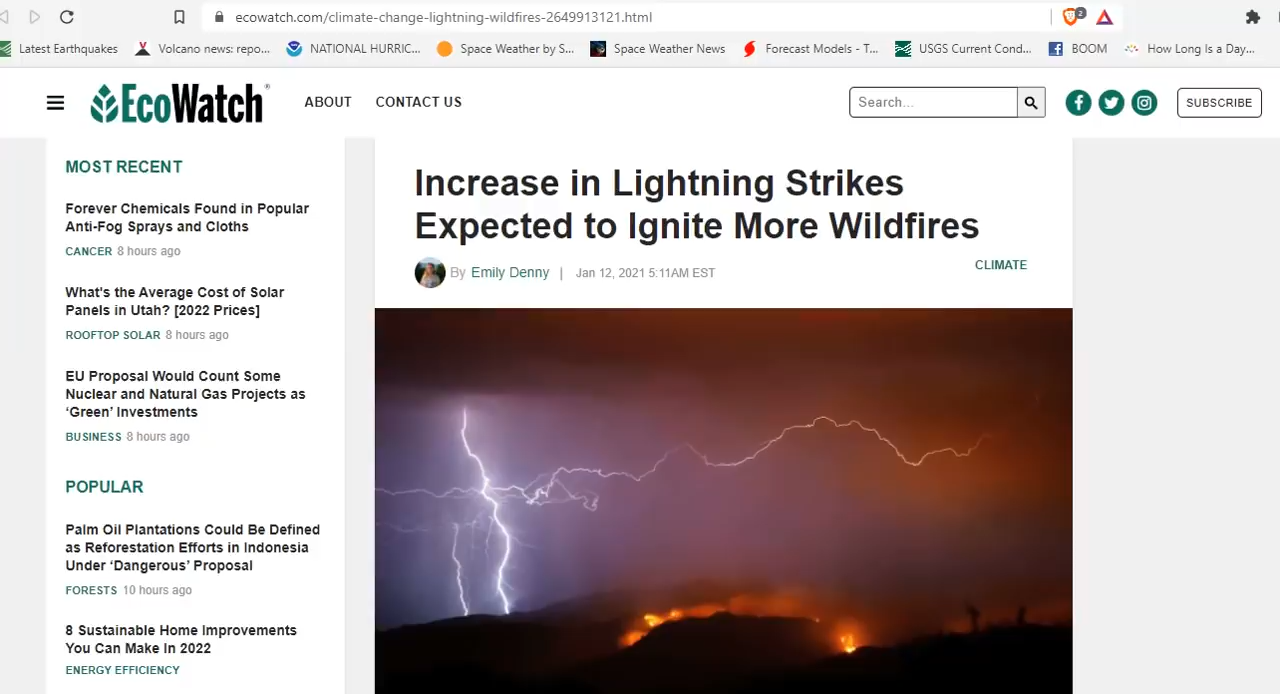 ecowatch.com/climate-change-lightning-wildfires-2649913121.html
2
Latest Earthquakes
Volcano news: repo...
NATIONAL HURRIC...
Space Weather by S...
Space Weather News
Forecast Models - T...
USGS Current Cond...
BOOM
How Long Is a Day...
EcoWatch®
ABOUT
CONTACT US
Search...
SUBSCRIBE
MOST RECENT
Forever Chemicals Found in Popular
Anti-Fog Sprays and Cloths
CANCER 8 hours ago
What's the Average Cost of Solar
Panels in Utah? [2022 Prices]
ROOFTOP SOLAR 8 hours ago
EU Proposal Would Count Some
Nuclear and Natural Gas Projects as
‘Green’ Investments
BUSINESS 8 hours ago
POPULAR
Palm Oil Plantations Could Be Defined
as Reforestation Efforts in Indonesia
Under ‘Dangerous’ Proposal
FORESTS 10 hours ago
8 Sustainable Home Improvements
You Can Make In 2022
ENERGY EFFICIENCY
Increase in Lightning Strikes
Expected to Ignite More Wildfires
By Emily Denny | Jan 12, 2021 5:11AM EST
CLIMATE